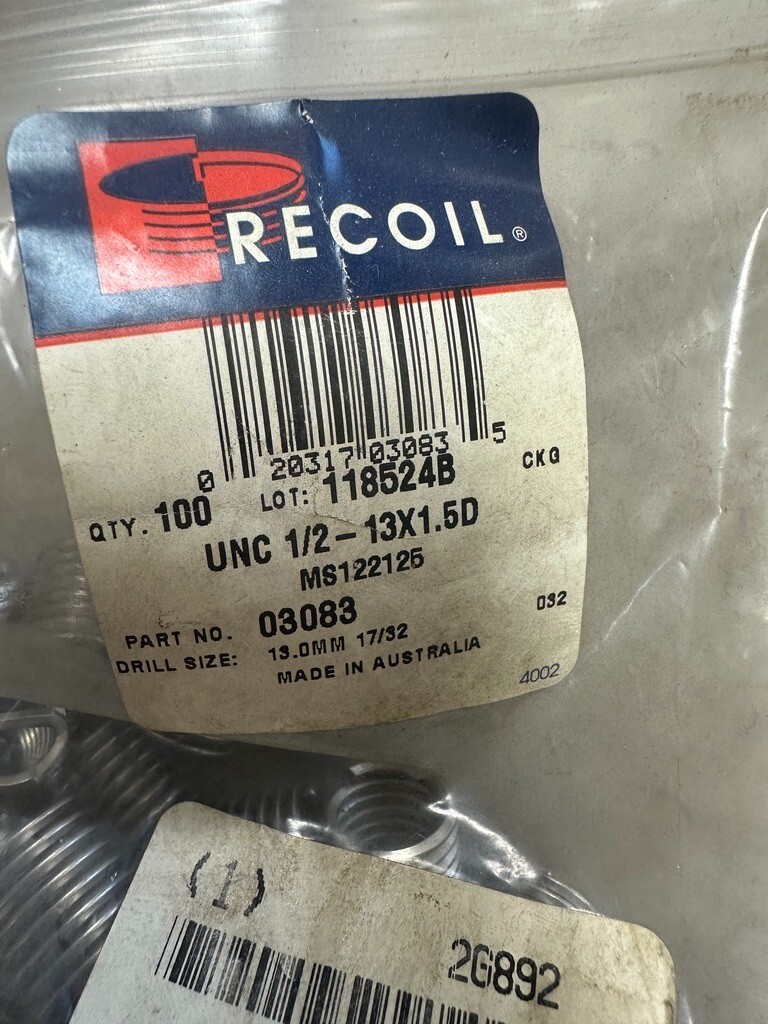 RECOIL®
0 20317 03083 5
QTY. 100 LOT: 118524B CKG
UNC 1/2-13X1.5D
MS122125
PART NO. 03083 032
DRILL SIZE: 13.0MM 17/32
MADE IN AUSTRALIA 4002
(1)
2G892